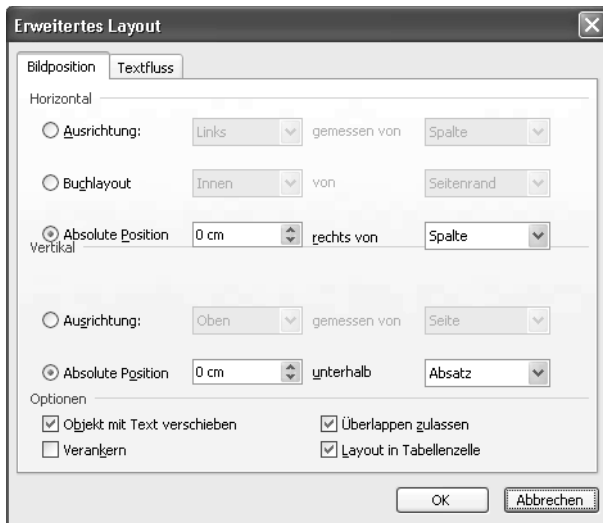 Erweitertes Layout
Bildposition Textfluss
Horizontal
Ausrichtung: Links gemessen von Spalte
Buchlayout Innen von Seitenrand
Absolute Position 0 cm rechts von Spalte
Vertikal
Ausrichtung: Oben gemessen von Seite
Absolute Position 0 cm unterhalb Absatz
Optionen
Objekt mit Text verschieben Überlappen zulassen
Verankern Layout in Tabellenzelle
OK Abbrechen